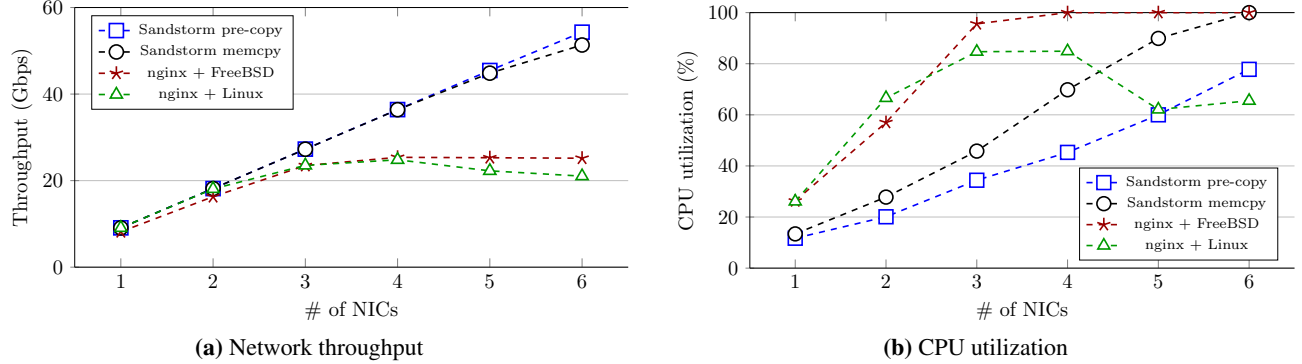 60
40
20
0
Throughput (Gbps)
Sandstorm pre-copy
Sandstorm memcpy
nginx + FreeBSD
nginx + Linux
1 2 3 4 5 6
# of NICs
(a) Network throughput
100
80
60
40
20
0
CPU utilization (%)
Sandstorm pre-copy
Sandstorm memcpy
nginx + FreeBSD
nginx + Linux
1 2 3 4 5 6
# of NICs
(b) CPU utilization